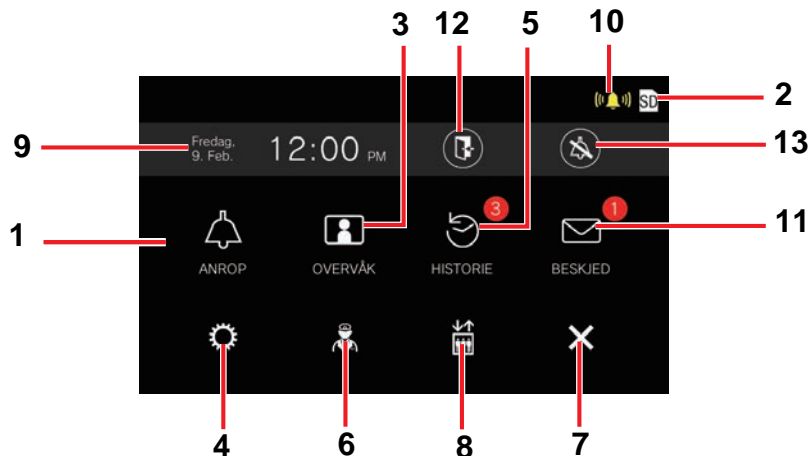 3
12
5
10
2
SD
9
Fredag,
9. Feb.
12:00 PM
13
3
1
1
11
ANROP
OVERVÅK
HISTORIE
BESKJED
4
6
8
7